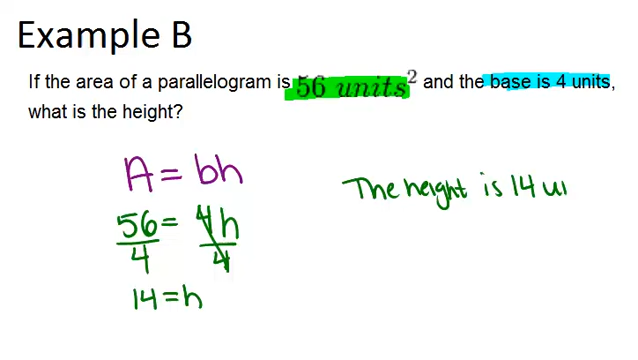 Example B
If the area of a parallelogram is 56 units² and the base is 4 units,
what is the height?
A = bh
56 = 4h
4 4
14 = h
The height is 14